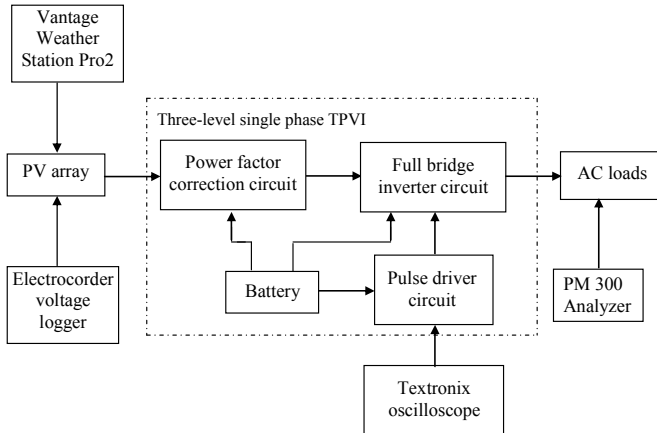 Vantage
Weather
Station Pro2
Three-level single phase TPVI
PV array
Power factor
correction circuit
Full bridge
inverter circuit
AC loads
Electrocorder
voltage
logger
Battery
Pulse driver
circuit
PM 300
Analyzer
Textronix
oscilloscope